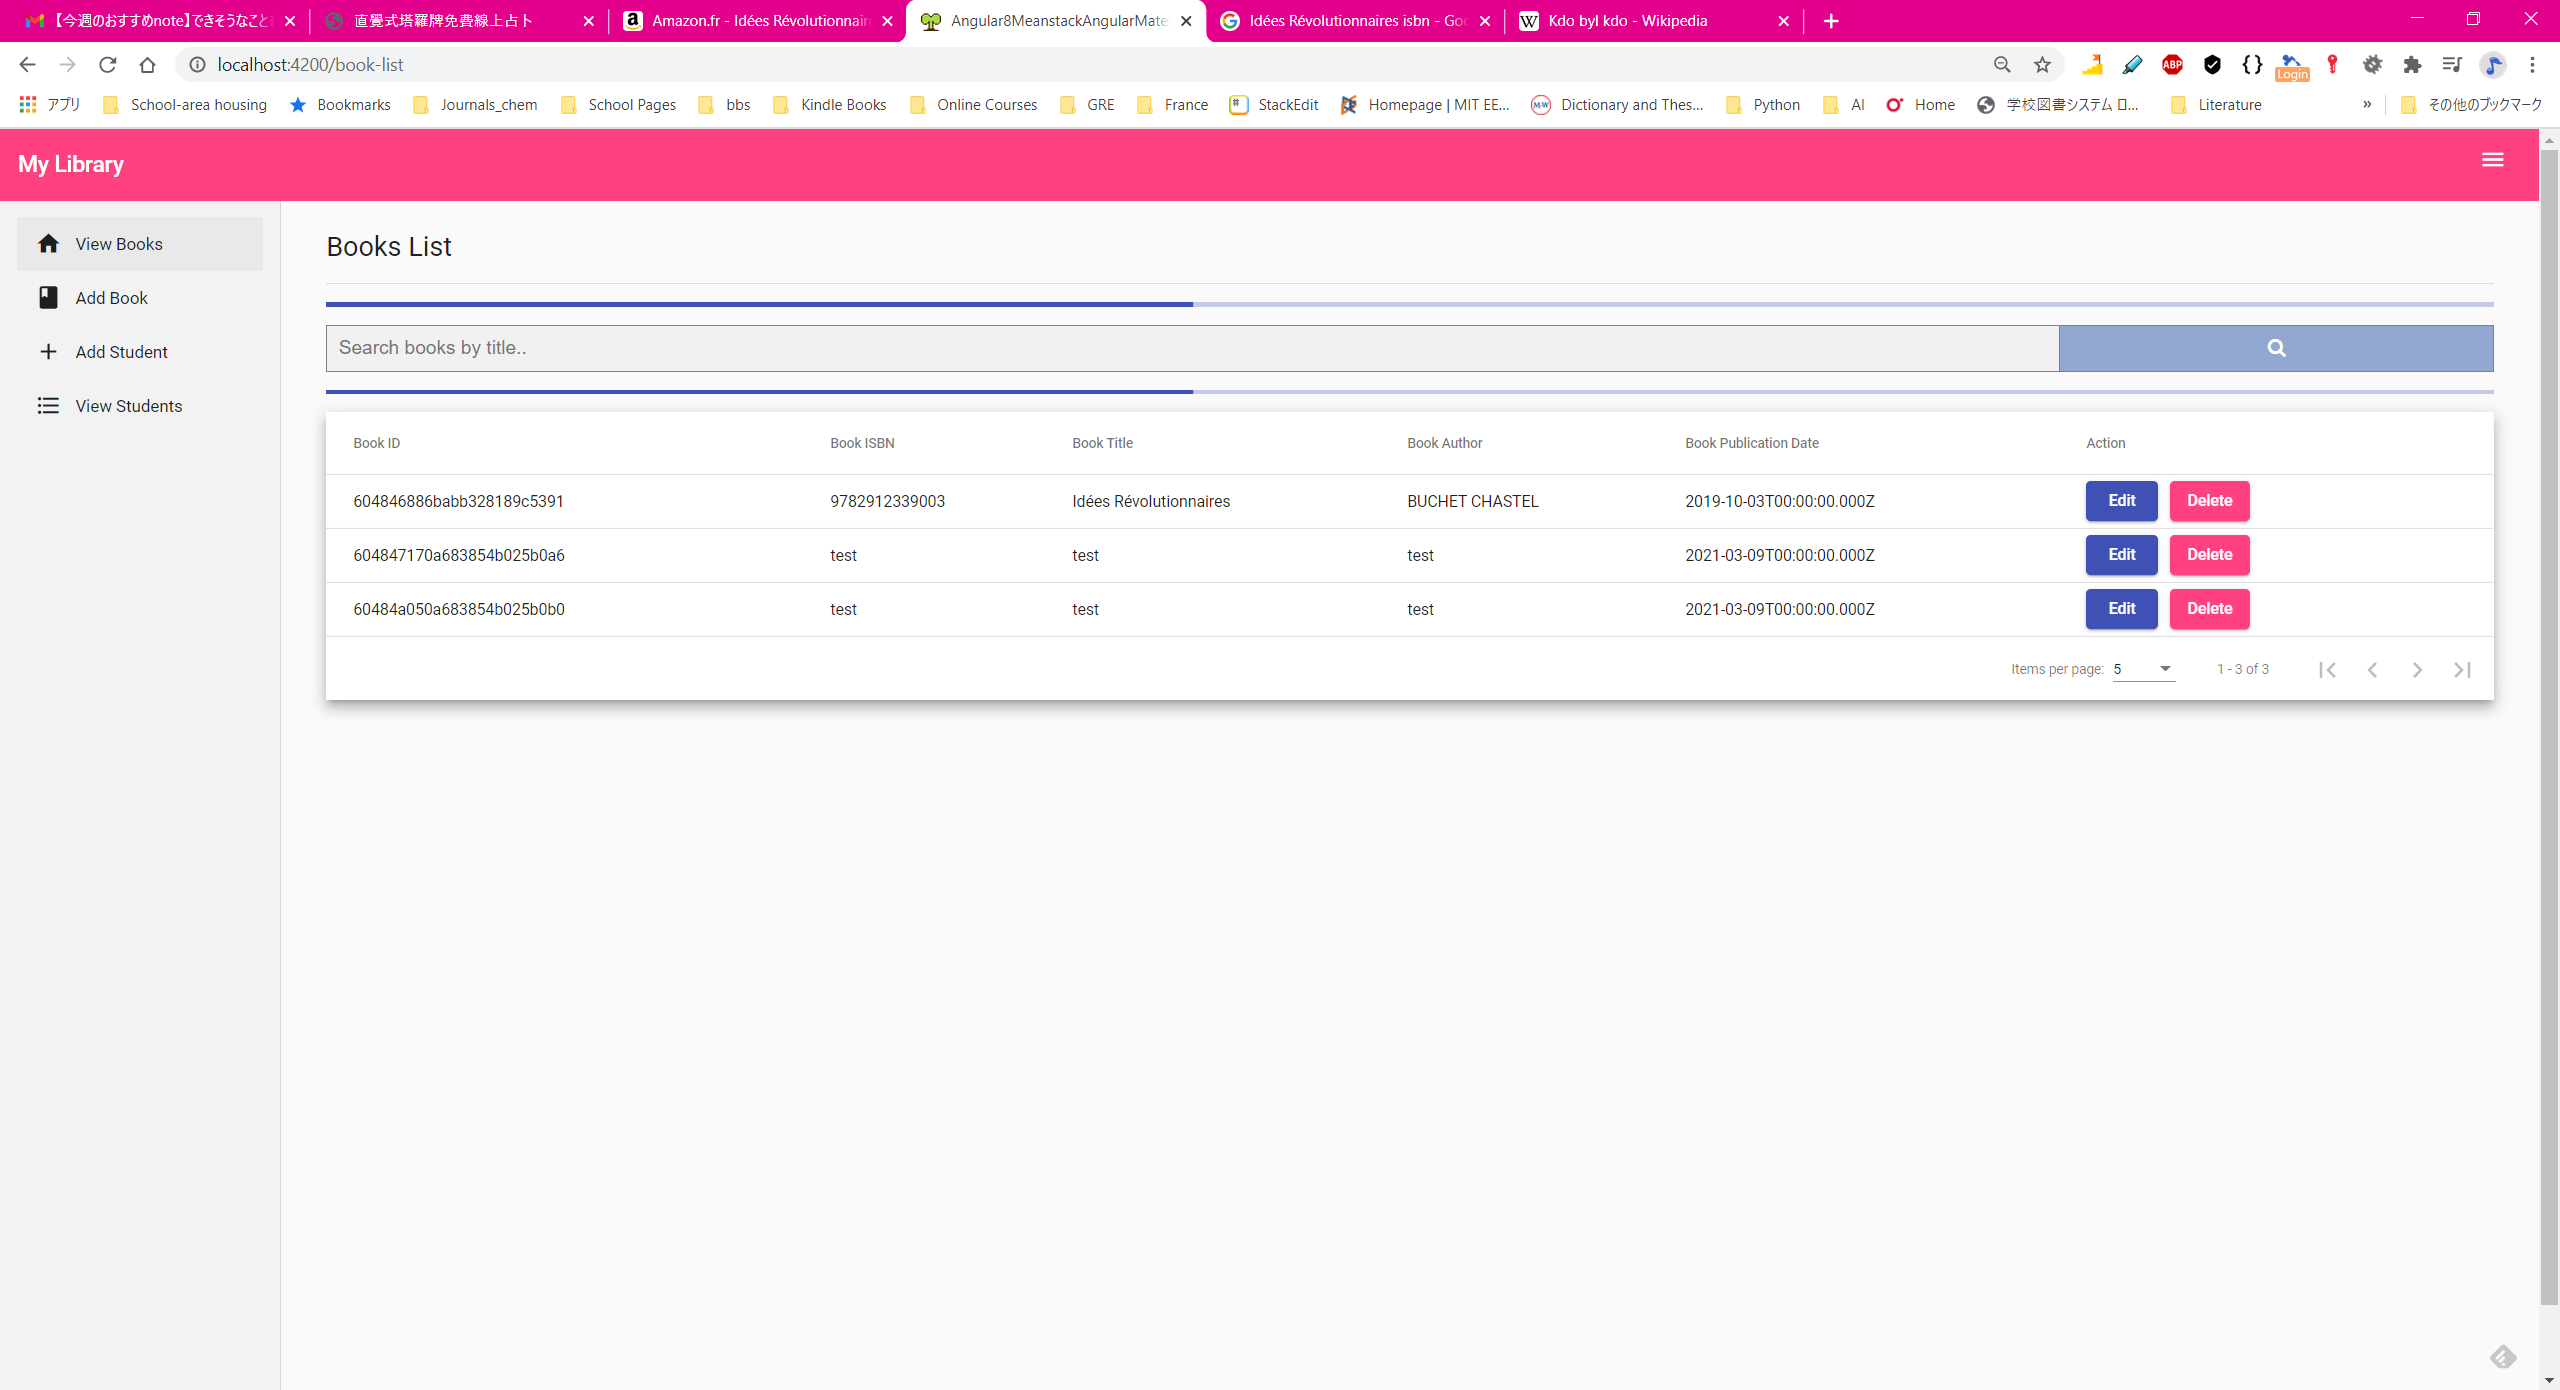 【今週のおすすめnote】できそうなこと
直覺式塔羅牌免費線上占卜
Amazon.fr - Idées Révolutionnair
Angular8MeanstackAngularMate
Idées Révolutionnaires isbn - Goo
Kdo byl kdo - Wikipedia
localhost:4200/book-list
ABP
Login
アプリ
School-area housing
Bookmarks
Journals_chem
School Pages
bbs
Kindle Books
Online Courses
GRE
France
StackEdit
Homepage | MIT EE...
Dictionary and Thes...
Python
AI
Home
学校図書システム ロ...
Literature
»
その他のブックマーク
My Library
View Books
Add Book
Add Student
View Students
Books List
Search books by title..
Book ID Book ISBN Book Title Book Author Book Publication Date Action
604846886babb328189c5391 9782912339003 Idées Révolutionnaires BUCHET CHASTEL 2019-10-03T00:00:00.000Z Edit Delete
604847170a683854b025b0a6 test test test 2021-03-09T00:00:00.000Z Edit Delete
60484a050a683854b025b0b0 test test test 2021-03-09T00:00:00.000Z Edit Delete
Items per page: 5 1 - 3 of 3